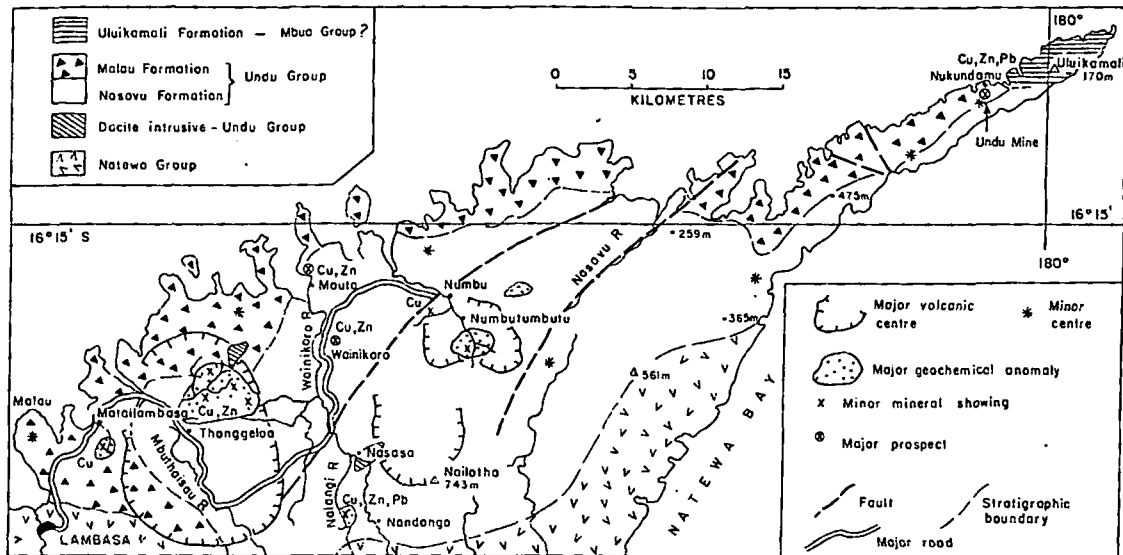 Uluikamali Formation – Mbua Group?
Malau Formation
Nasovu Formation
Undu Group
Dacite intrusive - Undu Group
Natewa Group
0 5 10 15
KILOMETRES
180°
Cu,Zn,Pb
Nukundamu
Uluikamali
170m
Undu Mine
475m
16°15' S
16°15'
180°
259m
Nasavu R
Cu,Zn
Mouta
Numbu
Cu
Numbutumbutu
Wainikoro R
Cu,Zn
Wainikoro
365m
561m
NATEWA BAY
Malau
Matailambasa
Cu,Zn
Thanggeloa
Cu
Mbuthaisau R
Nasasa
Nailotha
743m
Nalangi R
Cu,Zn,Pb
Nandongo
LAMBASA
Major volcanic
centre
Minor
centre
Major geochemical anomaly
x Minor mineral showing
Major prospect
Fault
Stratigraphic
boundary
Major road